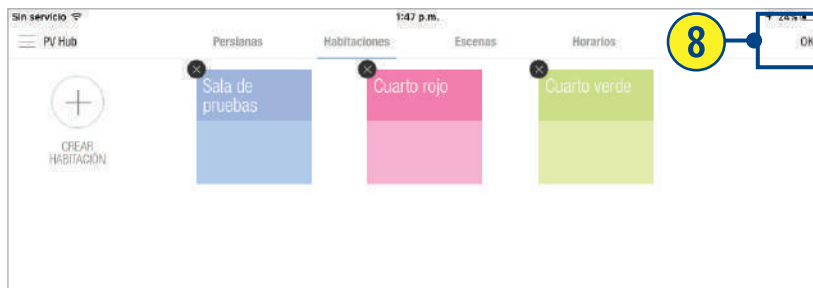 Sin servicio 1:47 p.m. 24%
PV Hub Persianas Habitaciones Escenas Horarios 8 OK
Sala de pruebas
Cuarto rojo
Cuarto verde
CREAR
HABITACIÓN